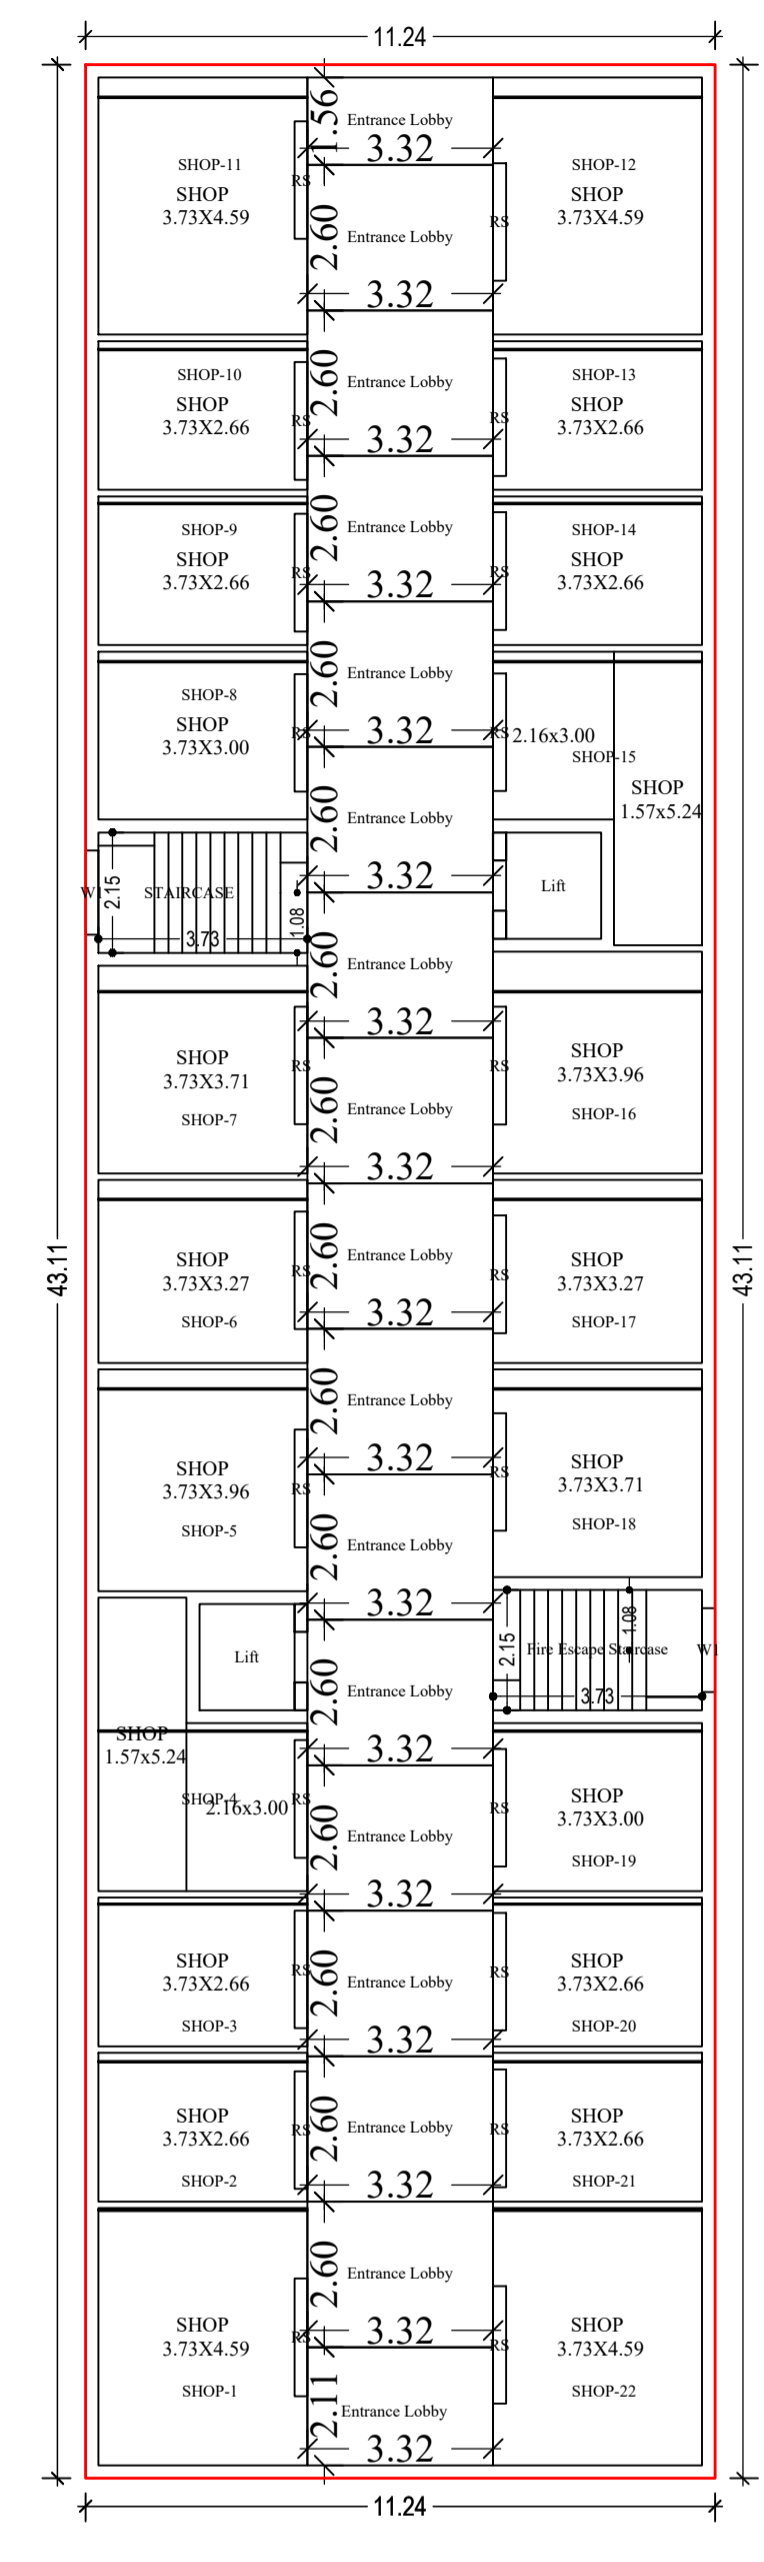 11.24
1.56
Entrance Lobby
3.32
SHOP-11
SHOP
3.73X4.59
RS
SHOP-12
SHOP
3.73X4.59
RS
2.60
Entrance Lobby
3.32
SHOP-10
SHOP
3.73X2.66
RS
2.60
Entrance Lobby
3.32
SHOP-13
SHOP
3.73X2.66
RS
SHOP-9
SHOP
3.73X2.66
RS
2.60
Entrance Lobby
3.32
SHOP-14
SHOP
3.73X2.66
RS
SHOP-8
SHOP
3.73X3.00
RS
2.60
Entrance Lobby
3.32
RS
2.16x3.00
SHOP-15
SHOP
1.57x5.24
2.60
Entrance Lobby
3.32
W1
2.15
STAIRCASE
1.08
3.73
Lift
2.60
Entrance Lobby
3.32
SHOP
3.73X3.71
SHOP-7
RS
2.60
Entrance Lobby
3.32
SHOP
3.73X3.96
SHOP-16
RS
43.11
43.11
SHOP
3.73X3.27
SHOP-6
RS
2.60
Entrance Lobby
3.32
SHOP
3.73X3.27
SHOP-17
RS
2.60
Entrance Lobby
3.32
SHOP
3.73X3.96
SHOP-5
RS
SHOP
3.73X3.71
SHOP-18
RS
2.60
Entrance Lobby
3.32
Lift
2.15
1.08
Fire Escape Staircase
W1
3.73
2.60
Entrance Lobby
3.32
SHOP
1.57x5.24
SHOP-4
2.16x3.00
RS
2.60
Entrance Lobby
3.32
SHOP
3.73X3.00
SHOP-19
RS
SHOP
3.73X2.66
SHOP-3
RS
2.60
Entrance Lobby
3.32
SHOP
3.73X2.66
SHOP-20
RS
SHOP
3.73X2.66
SHOP-2
RS
2.60
Entrance Lobby
3.32
SHOP
3.73X2.66
SHOP-21
RS
2.60
Entrance Lobby
3.32
SHOP
3.73X4.59
SHOP-1
RS
SHOP
3.73X4.59
SHOP-22
RS
2.11
Entrance Lobby
3.32
11.24